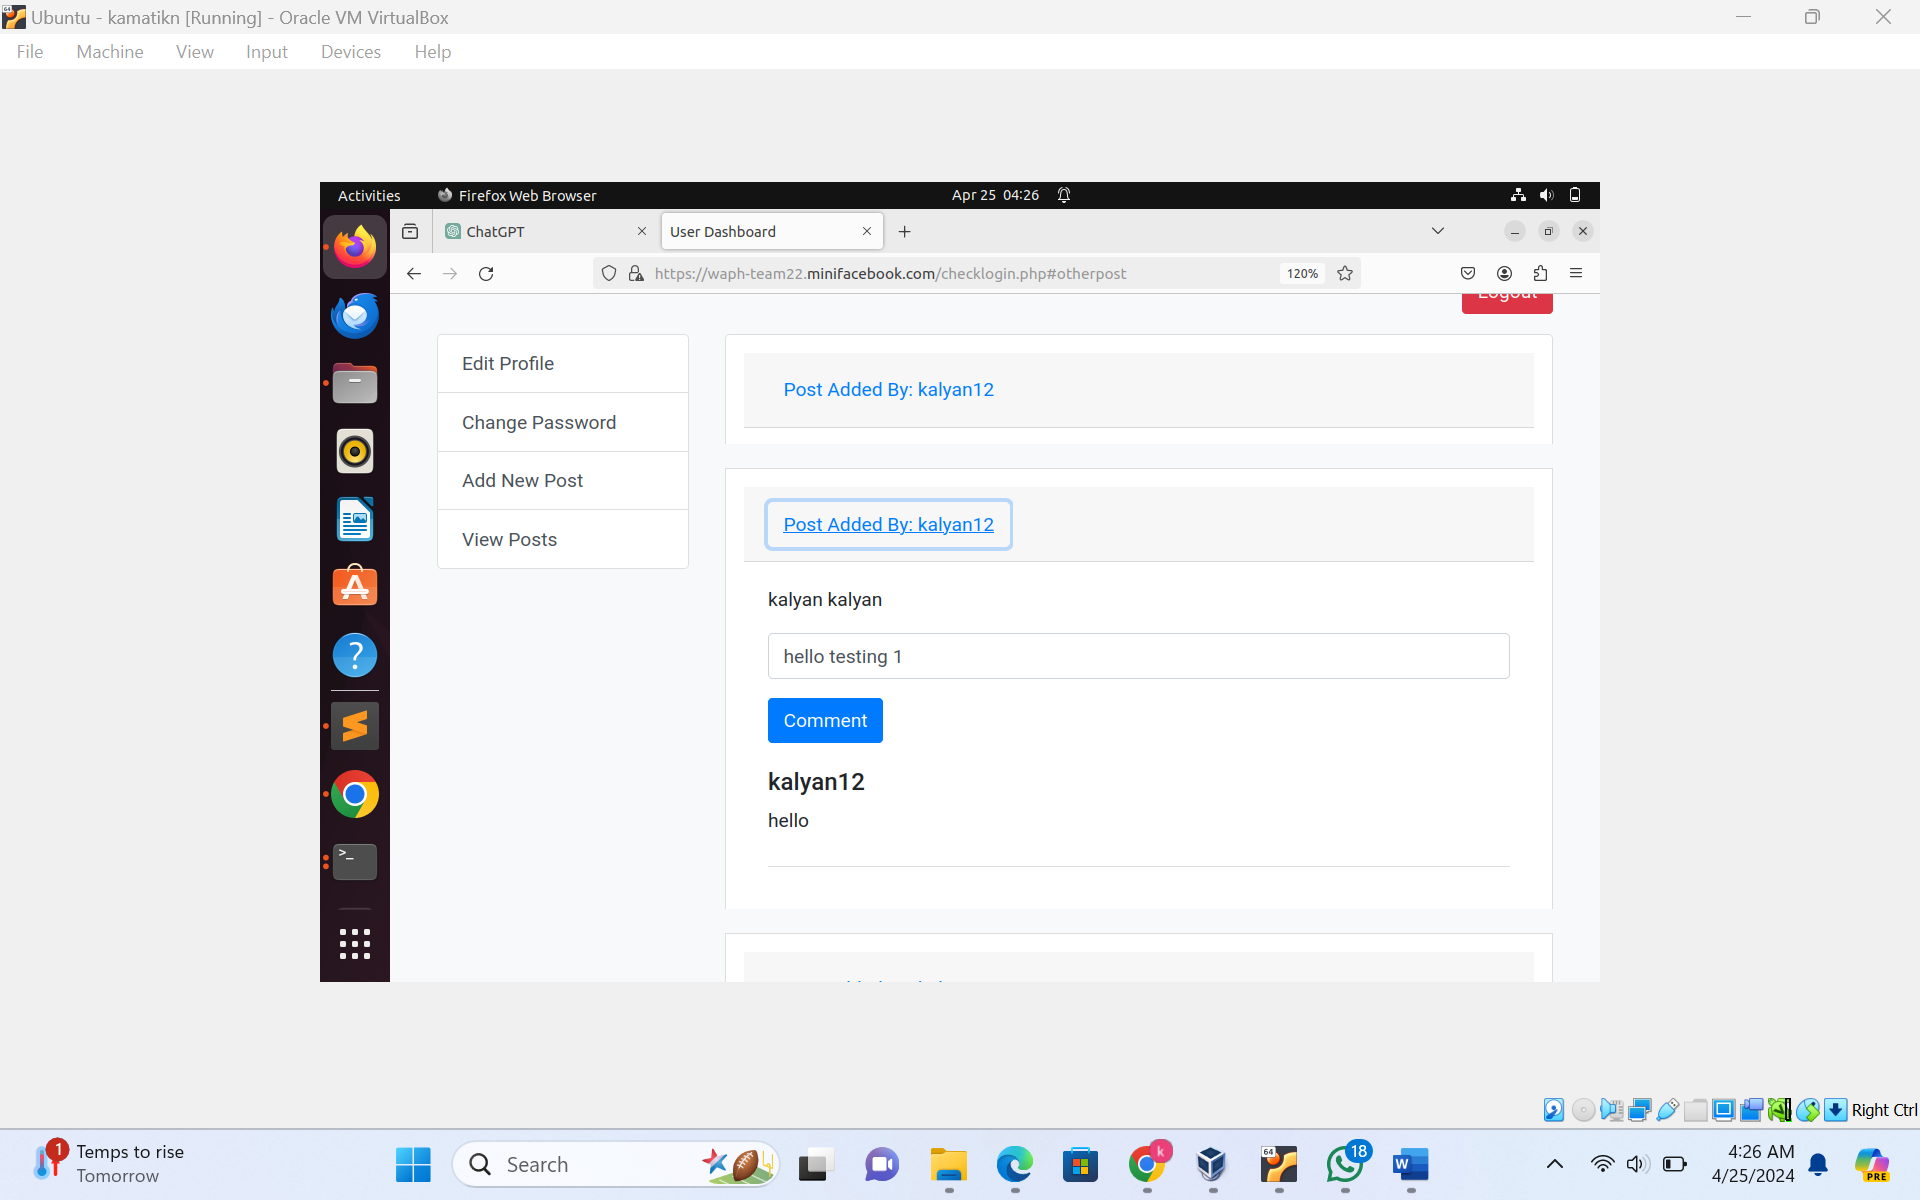 Ubuntu - kamatikn [Running] - Oracle VM VirtualBox
File Machine View Input Devices Help
Activities Firefox Web Browser Apr 25 04:26
ChatGPT User Dashboard
https://waph-team22.minifacebook.com/checklogin.php#otherpost 120%
Logout
Edit Profile
Change Password
Add New Post
View Posts
Post Added By: kalyan12
Post Added By: kalyan12
kalyan kalyan
hello testing 1
Comment
kalyan12
hello
Right Ctrl
1 Temps to rise
Tomorrow
Search
k
64
18
W
4:26 AM
4/25/2024
PRE